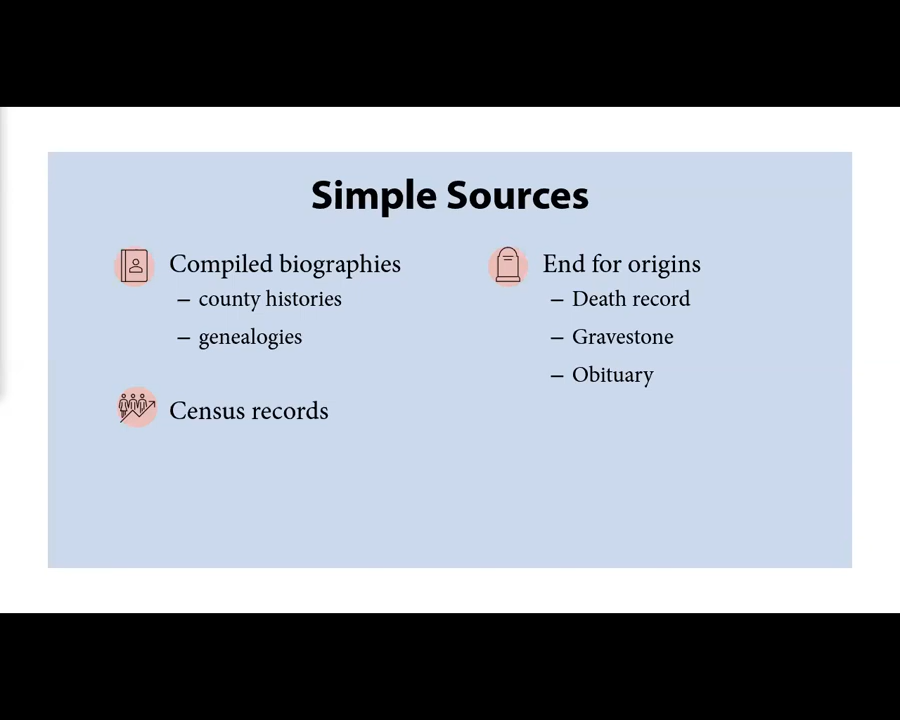 Simple Sources
Compiled biographies
– county histories
– genealogies
Census records
End for origins
– Death record
– Gravestone
– Obituary